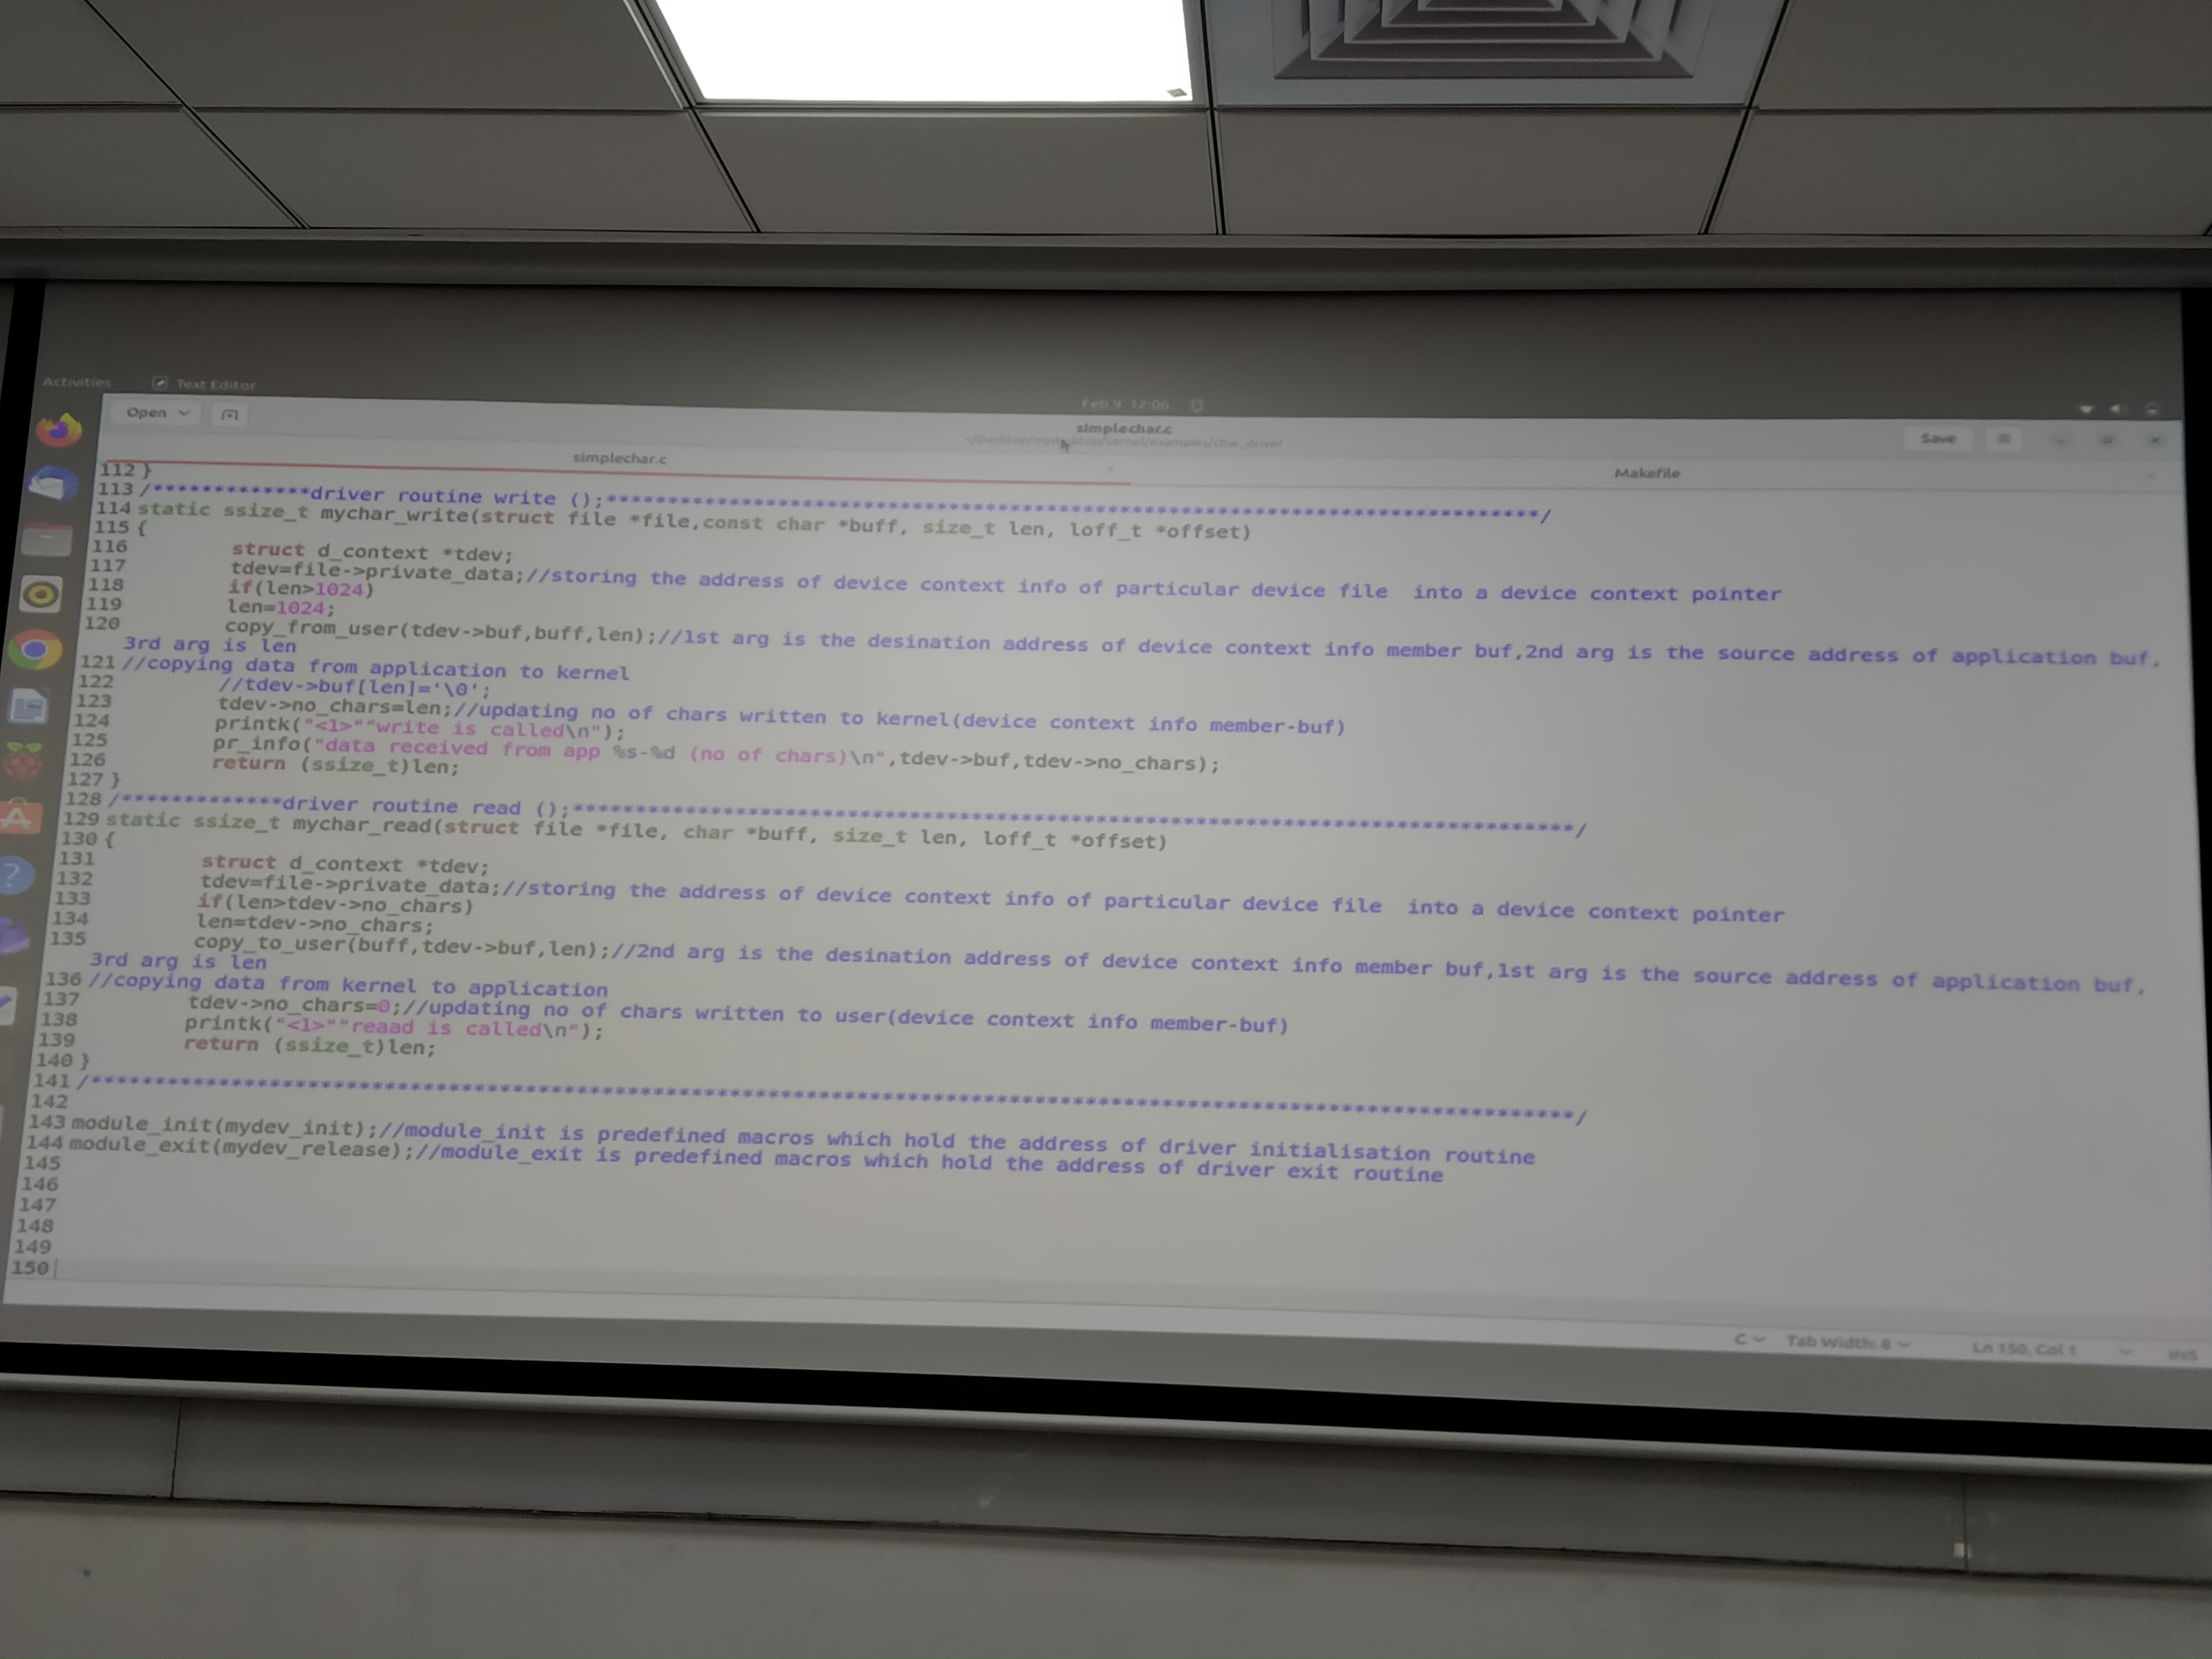 Activities Text Editor
Feb 9 12:06
Open
simplechar.c
~/Desktop/mydesktop/kernel/examples/char_driver
Save
simplechar.c
Makefile
112 }
113 /*************driver routine write ();*****************************************************************************/
114 static ssize_t mychar_write(struct file *file,const char *buff, size_t len, loff_t *offset)
115 {
116 struct d_context *tdev;
117 tdev=file->private_data;//storing the address of device context info of particular device file  into a device context pointer
118 if(len>1024)
119 len=1024;
120 copy_from_user(tdev->buf,buff,len);//1st arg is the desination address of device context info member buf,2nd arg is the source address of application buf,
3rd arg is len
121 //copying data from application to kernel
122 //tdev->buf[len]='\0';
123 tdev->no_chars=len;//updating no of chars written to kernel(device context info member-buf)
124 printk("<1>""write is called\n");
125 pr_info("data received from app %s-%d (no of chars)\n",tdev->buf,tdev->no_chars);
126 return (ssize_t)len;
127 }
128 /*************driver routine read ();**********************************************************************************/
129 static ssize_t mychar_read(struct file *file, char *buff, size_t len, loff_t *offset)
130 {
131 struct d_context *tdev;
132 tdev=file->private_data;//storing the address of device context info of particular device file  into a device context pointer
133 if(len>tdev->no_chars)
134 len=tdev->no_chars;
135 copy_to_user(buff,tdev->buf,len);//2nd arg is the desination address of device context info member buf,1st arg is the source address of application buf,
3rd arg is len
136 //copying data from kernel to application
137 tdev->no_chars=0;//updating no of chars written to user(device context info member-buf)
138 printk("<1>""reaad is called\n");
139 return (ssize_t)len;
140 }
141 /**************************************************************************************************************************/
142
143 module_init(mydev_init);//module_init is predefined macros which hold the address of driver initialisation routine
144 module_exit(mydev_release);//module_exit is predefined macros which hold the address of driver exit routine
145
146
147
148
149
150
C Tab Width: 8 Ln 150, Col 1 INS